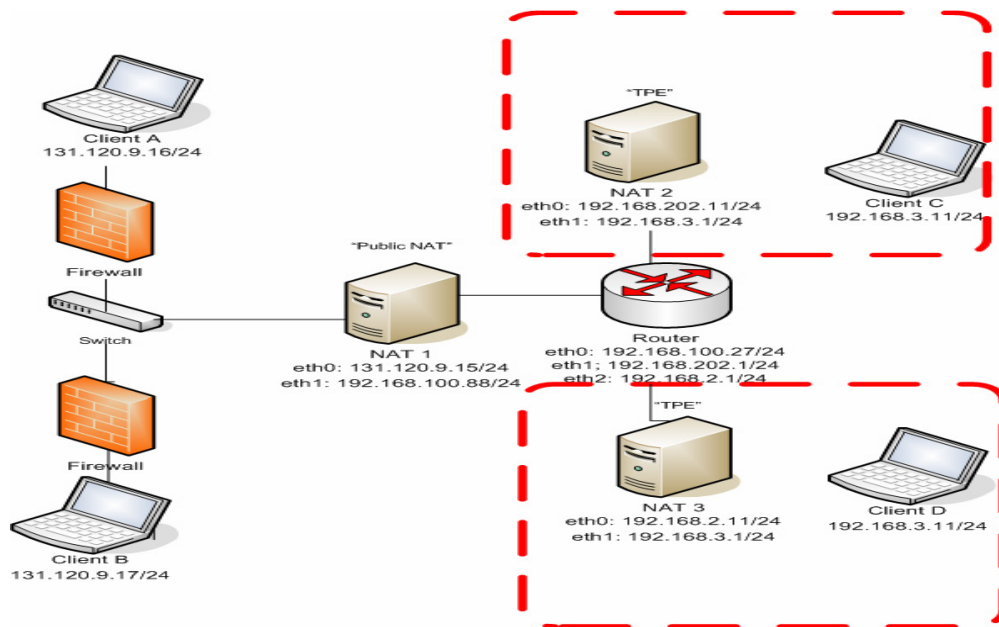 Client A
131.120.9.16/24
Firewall
Switch
Firewall
Client B
131.120.9.17/24
"Public NAT"
NAT 1
eth0: 131.120.9.15/24
eth1: 192.168.100.88/24
"TPE"
NAT 2
eth0: 192.168.202.11/24
eth1: 192.168.3.1/24
Client C
192.168.3.11/24
Router
eth0: 192.168.100.27/24
eth1; 192.168.202.1/24
eth2: 192.168.2.1/24
"TPE"
NAT 3
eth0: 192.168.2.11/24
eth1: 192.168.3.1/24
Client D
192.168.3.11/24